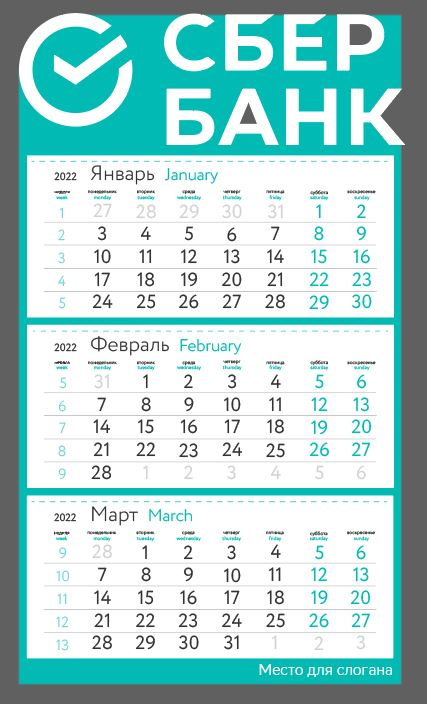 СБЕР
БАНК
2022 Январь January
неделя понедельник вторник среда четверг пятница суббота воскресенье
week monday tuesday wednesday thursday friday saturday sunday
1 27 28 29 30 31 1 2
2 3 4 5 6 7 8 9
3 10 11 12 13 14 15 16
4 17 18 19 20 21 22 23
5 24 25 26 27 28 29 30
2022 Февраль February
неделя понедельник вторник среда четверг пятница суббота воскресенье
week monday tuesday wednesday thursday friday saturday sunday
5 31 1 2 3 4 5 6
6 7 8 9 10 11 12 13
7 14 15 16 17 18 19 20
8 21 22 23 24 25 26 27
9 28 1 2 3 4 5 6
2022 Март March
неделя понедельник вторник среда четверг пятница суббота воскресенье
week monday tuesday wednesday thursday friday saturday sunday
9 28 1 2 3 4 5 6
10 7 8 9 10 11 12 13
11 14 15 16 17 18 19 20
12 21 22 23 24 25 26 27
13 28 29 30 31 1 2 3
Место для слогана